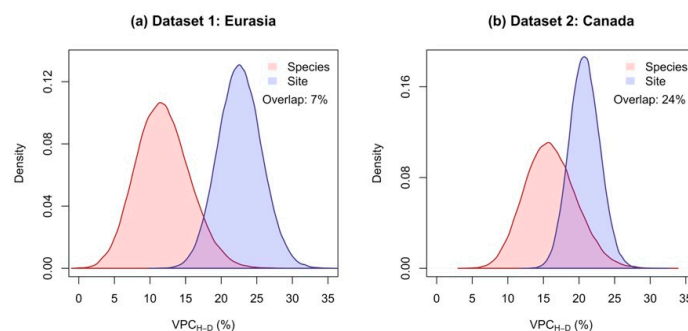 (a) Dataset 1: Eurasia
Species
Site
Overlap: 7%
Density
0.00
0.04
0.08
0.12
0
5
10
15
20
25
30
35
VPCH-D (%)
(b) Dataset 2: Canada
Species
Site
Overlap: 24%
Density
0.00
0.08
0.16
0
5
10
15
20
25
30
35
VPCH-D (%)